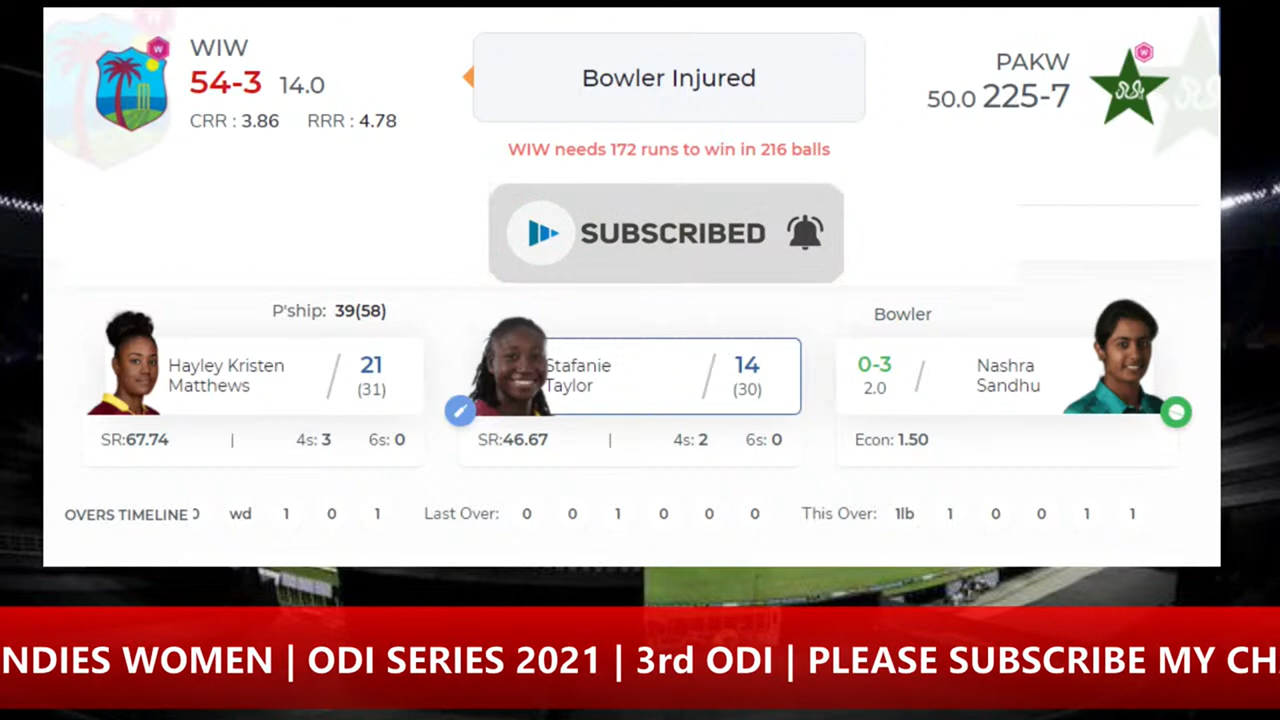 WIW
54-3 14.0
CRR : 3.86 RRR : 4.78
Bowler Injured
PAKW
50.0 225-7
WIW needs 172 runs to win in 216 balls
SUBSCRIBED
P'ship: 39(58)
Hayley Kristen
Matthews
21
(31)
SR:67.74 | 4s: 3 6s: 0
Stafanie
Taylor
14
(30)
SR:46.67 | 4s: 2 6s: 0
Bowler
0-3
2.0
Nashra
Sandhu
Econ: 1.50
OVERS TIMELINE 0 wd 1 0 1 Last Over: 0 0 1 0 0 0 This Over: 1lb 1 0 0 1 1
NDIES WOMEN | ODI SERIES 2021 | 3rd ODI | PLEASE SUBSCRIBE MY CH